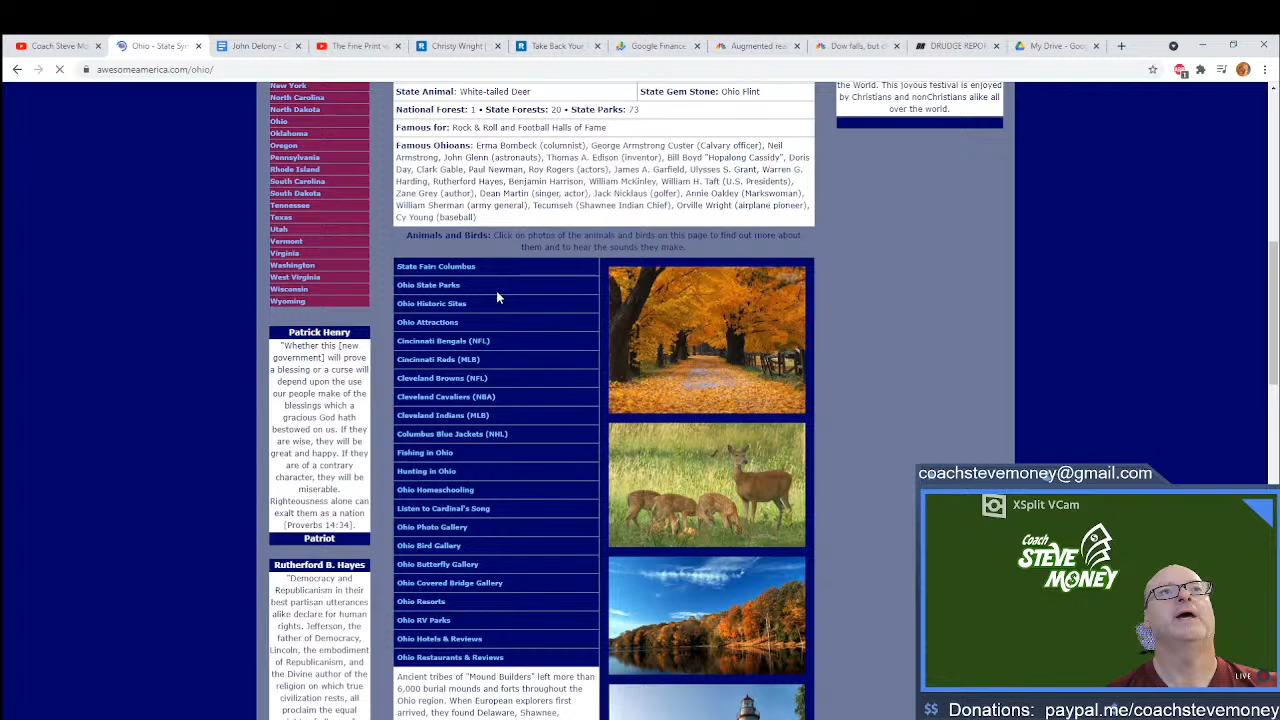 Coach Steve Mo
Ohio - State Sym
John Delony - G
The Fine Print v
Christy Wright |
Take Back Your
Google Finance
Augmented rea
Dow falls, but c
DRUDGE REPOR
My Drive - Goog
awesomeamerica.com/ohio/
New York
North Carolina
North Dakota
Ohio
Oklahoma
Oregon
Pennsylvania
Rhode Island
South Carolina
South Dakota
Tennessee
Texas
Utah
Vermont
Virginia
Washington
West Virginia
Wisconsin
Wyoming
Patrick Henry
"Whether this [new
government] will prove
a blessing or a curse will
depend upon the use
our people make of the
blessings which a
gracious God hath
bestowed on us. If they
are wise, they will be
great and happy. If they
are of a contrary
character, they will be
miserable.
Righteousness alone can
exalt them as a nation
[Proverbs 14:34].
Patriot
Rutherford B. Hayes
"Democracy and
Republicanism in their
best partisan utterances
alike declare for human
rights. Jefferson, the
father of Democracy,
Lincoln, the embodiment
of Republicanism, and
the Divine author of the
religion on which true
civilization rests, all
proclaim the equal
State Animal: White-tailed Deer
State Gem Stone: Ohio Flint
National Forest: 1 • State Forests: 20 • State Parks: 73
Famous for: Rock & Roll and Football Halls of Fame
Famous Ohioans: Erma Bombeck (columnist), George Armstrong Custer (Calvary officer), Neil
Armstrong, John Glenn (astronauts), Thomas A. Edison (inventor), Bill Boyd "Hopalong Cassidy", Doris
Day, Clark Gable, Paul Newman, Roy Rogers (actors), James A. Garfield, Ulysses S. Grant, Warren G.
Harding, Rutherford Hayes, Benjamin Harrison, William McKinley, William H. Taft (U.S. Presidents),
Zane Grey (author), Dean Martin (singer, actor), Jack Nicklaus (golfer), Annie Oakley (Markswoman),
William Sherman (army general), Tecumseh (Shawnee Indian Chief), Orville Wright (airplane pioneer),
Cy Young (baseball)
Animals and Birds: Click on photos of the animals and birds on this page to find out more about
them and to hear the sounds they make.
State Fair: Columbus
Ohio State Parks
Ohio Historic Sites
Ohio Attractions
Cincinnati Bengals (NFL)
Cincinnati Reds (MLB)
Cleveland Browns (NFL)
Cleveland Cavaliers (NBA)
Cleveland Indians (MLB)
Columbus Blue Jackets (NHL)
Fishing in Ohio
Hunting in Ohio
Ohio Homeschooling
Listen to Cardinal's Song
Ohio Photo Gallery
Ohio Bird Gallery
Ohio Butterfly Gallery
Ohio Covered Bridge Gallery
Ohio Resorts
Ohio RV Parks
Ohio Hotels & Reviews
Ohio Restaurants & Reviews
Ancient tribes of "Mound Builders" left more than
6,000 burial mounds and forts throughout the
Ohio region. When European explorers first
arrived, they found Delaware, Shawnee,
the World. This joyous festival is enjoyed
by Christians and nonChristians alike all
over the world.
coachstevemoney@gmail.com
XSplit VCam
Coach
STEVE
MONEY
LIVE
$$ Donations: paypal.me/coachstevemoney